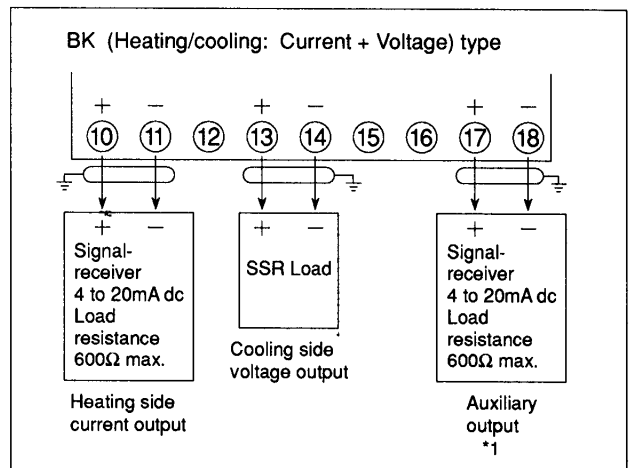 BK (Heating/cooling: Current + Voltage) type
+ − + − + −
10 11 12 13 14 15 16 17 18
+ −
Signal-
receiver
4 to 20mA dc
Load
resistance
600Ω max.
Heating side
current output
+ −
SSR Load
Cooling side
voltage output
+ −
Signal-
receiver
4 to 20mA dc
Load
resistance
600Ω max.
Auxiliary
output
*1